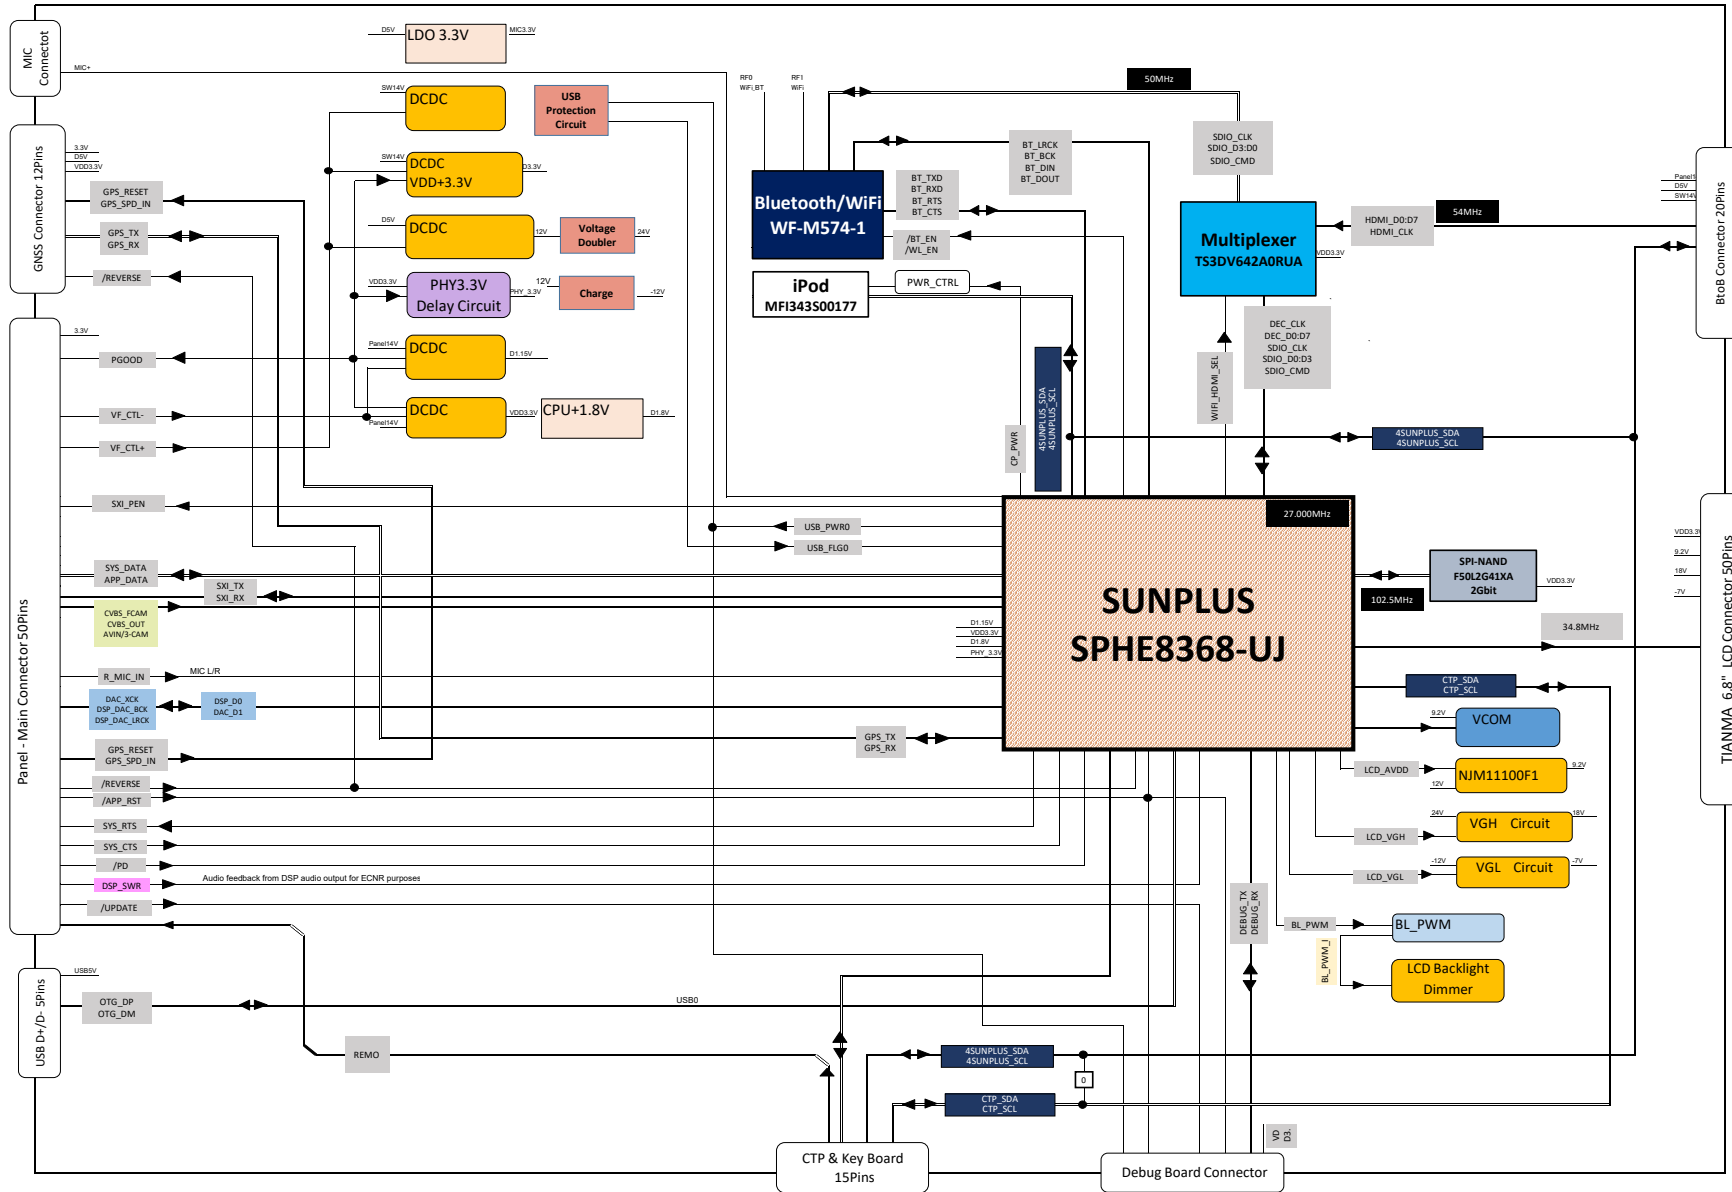 MIC
Connectot
MIC+
D5V
LDO 3.3V
MIC3.3V
SW14V
DCDC
USB
Protection
Circuit
SW14V
DCDC
VDD+3.3V
D3.3V
D5V
DCDC
12V
Voltage
Doubler
24V
VDD3.3V
PHY3.3V
Delay Circuit
PHY_3.3V
12V
Charge
-12V
Panel14V
DCDC
D1.15V
DCDC
Panel14V
VDD3.3V
CPU+1.8V
D1.8V
GNSS Connector 12Pins
3.3V
D5V
VDD3.3V
GPS_RESET
GPS_SPD_IN
GPS_TX
GPS_RX
/REVERSE
Panel - Main Connector 50Pins
3.3V
PGOOD
VF_CTL-
VF_CTL+
SXI_PEN
SYS_DATA
APP_DATA
SXI_TX
SXI_RX
CVBS_FCAM
CVBS_OUT
AVIN/3-CAM
R_MIC_IN
MIC L/R
DAC_XCK
DSP_DAC_BCK
DSP_DAC_LRCK
DSP_D0
DAC_D1
GPS_RESET
GPS_SPD_IN
/REVERSE
/APP_RST
SYS_RTS
SYS_CTS
/PD
DSP_SWR
Audio feedback from DSP audio output for ECNR purposes
/UPDATE
USB D+/D- 5Pins
USB5V
OTG_DP
OTG_DM
USB0
REMO
RF0
WiFi_BT
RF1
WiFi
Bluetooth/WiFi
WF-M574-1
BT_TXD
BT_RXD
BT_RTS
BT_CTS
/BT_EN
/WL_EN
BT_LRCK
BT_BCK
BT_DIN
BT_DOUT
50MHz
SDIO_CLK
SDIO_D3:D0
SDIO_CMD
iPod
MFI343S00177
PWR_CTRL
Multiplexer
TS3DV642A0RUA
VDD3.3V
HDMI_D0:D7
HDMI_CLK
54MHz
BtoB Connector 20Pins
D5V
DEC_CLK
DEC_D0:D7
SDIO_CLK
SDIO_D0:D3
SDIO_CMD
WIFI_HDMI_SEL
CP_PWR
4SUNPLUS_SDA
4SUNPLUS_SCL
4SUNPLUS_SDA
4SUNPLUS_SCL
USB_PWR0
USB_FLG0
27.000MHz
SUNPLUS
SPHE8368-UJ
D1.15V
VDD3.3V
D1.8V
PHY_3.3V
GPS_TX
GPS_RX
SPI-NAND
F50L2G41XA
2Gbit
VDD3.3V
102.5MHz
34.8MHz
TIANMA 6.8" LCD Connector 50Pins
VDD3.3V
9.2V
18V
-7V
CTP_SDA
CTP_SCL
9.2V
VCOM
LCD_AVDD
12V
NJM11100F1
9.2V
24V
LCD_VGH
VGH Circuit
18V
-12V
LCD_VGL
VGL Circuit
-7V
BL_PWM
BL_PWM
BL_PWM_I
LCD Backlight
Dimmer
DEBUG_TX
DEBUG_RX
4SUNPLUS_SDA
4SUNPLUS_SCL
0
CTP_SDA
CTP_SCL
VD
D3.
CTP & Key Board
15Pins
Debug Board Connector